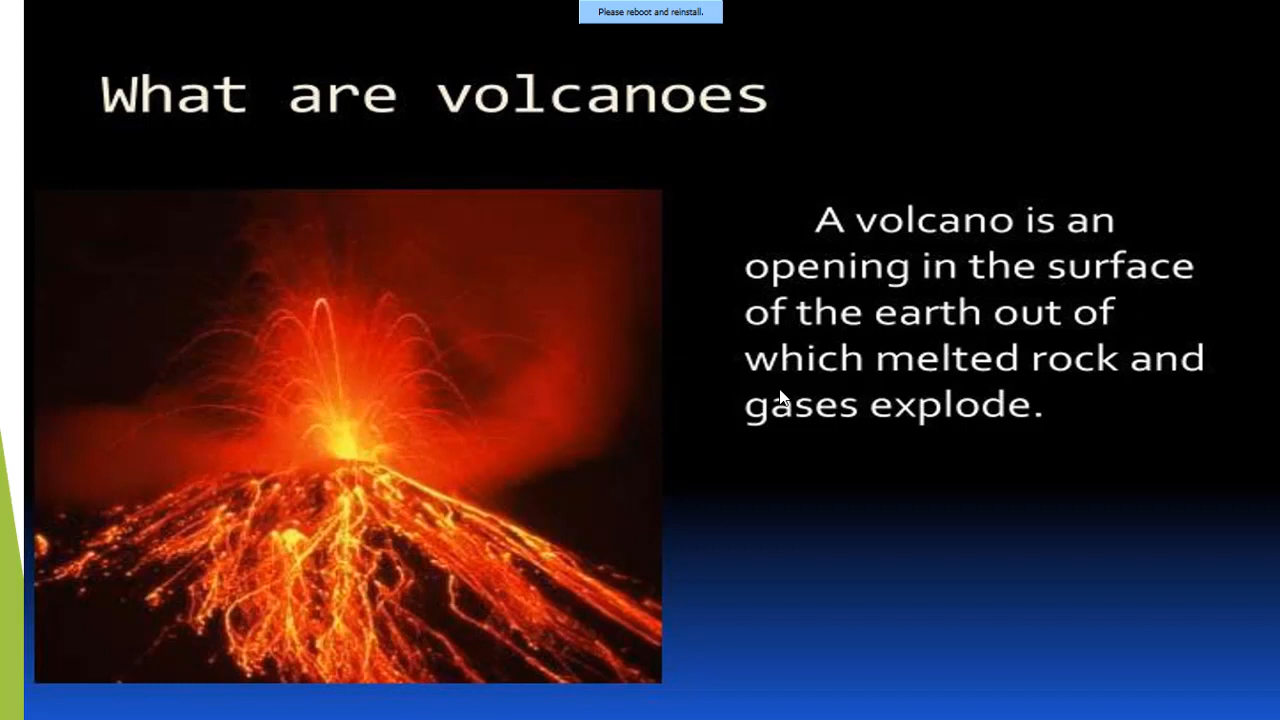 Please reboot and reinstall.
What are volcanoes
A volcano is an
opening in the surface
of the earth out of
which melted rock and
gases explode.